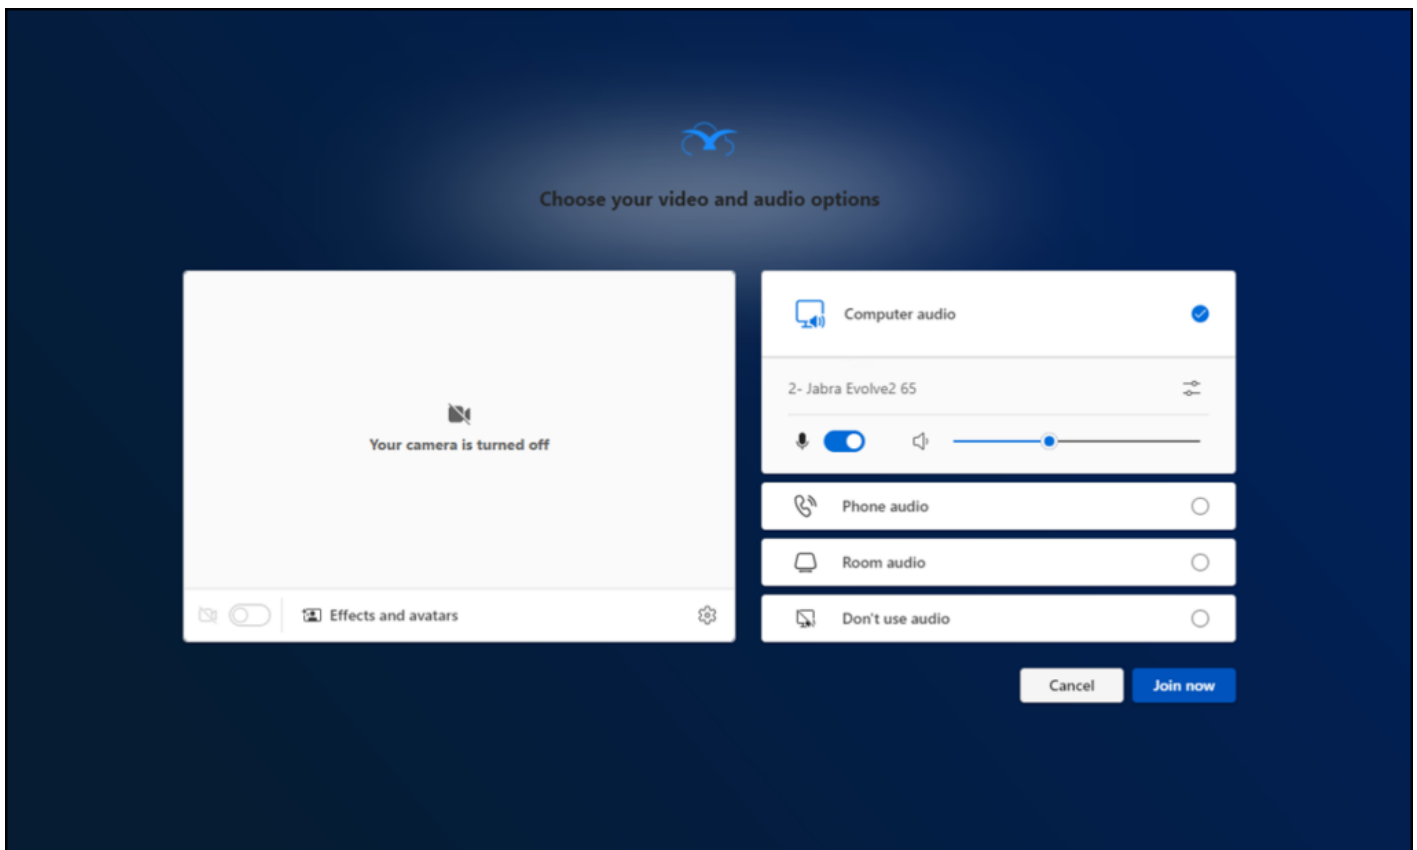 Choose your video and audio options
Your camera is turned off
Effects and avatars
Computer audio
2- Jabra Evolve2 65
Phone audio
Room audio
Don't use audio
Cancel
Join now